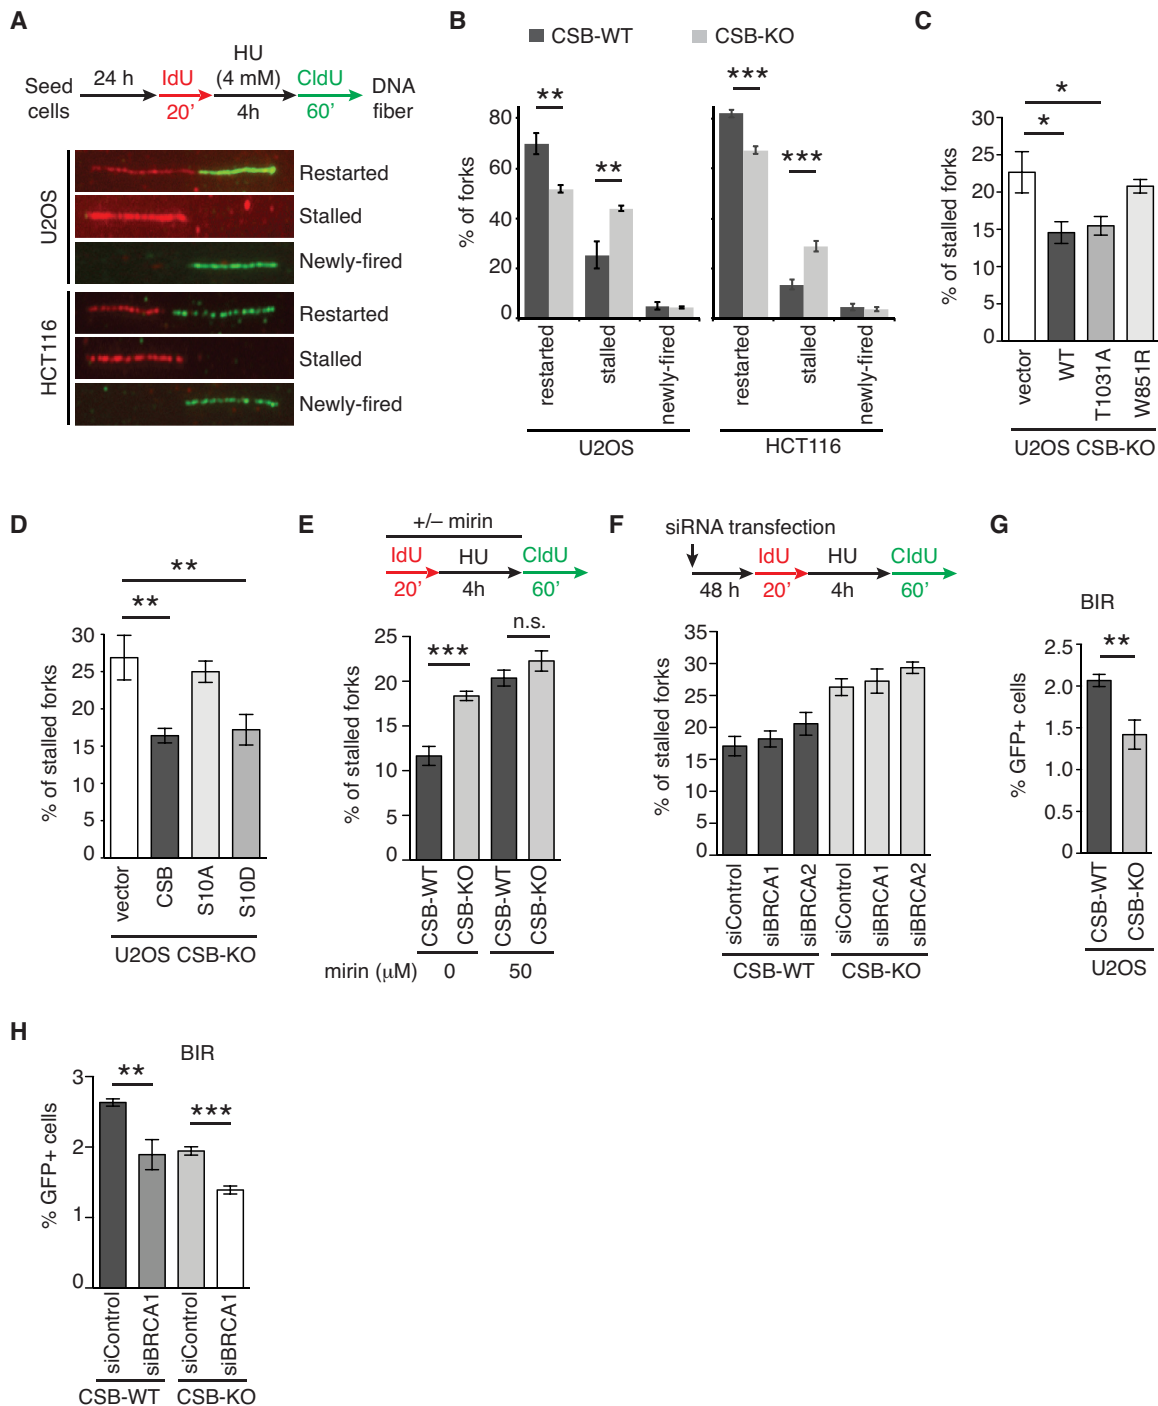 A
Seed cells
24 h
IdU
20'
HU
(4 mM)
4h
CldU
60'
DNA fiber
U2OS
Restarted
Stalled
Newly-fired
HCT116
Restarted
Stalled
Newly-fired
B
CSB-WT
CSB-KO
% of forks
80
60
40
20
0
**
**
***
***
restarted
stalled
newly-fired
restarted
stalled
newly-fired
U2OS
HCT116
C
% of stalled forks
30
25
20
15
10
5
0
*
*
vector
WT
T1031A
W851R
U2OS CSB-KO
D
% of stalled forks
30
25
20
15
10
5
0
**
**
vector
CSB
S10A
S10D
U2OS CSB-KO
E
+/– mirin
IdU
20'
HU
4h
CldU
60'
% of stalled forks
25
20
15
10
5
0
***
n.s.
CSB-WT
CSB-KO
CSB-WT
CSB-KO
mirin (μM)
0
50
F
siRNA transfection
48 h
IdU
20'
HU
4h
CldU
60'
% of stalled forks
35
30
25
20
15
10
5
0
siControl
siBRCA1
siBRCA2
siControl
siBRCA1
siBRCA2
CSB-WT
CSB-KO
G
BIR
% GFP+ cells
2.5
2.0
1.5
1.0
0.5
0
**
CSB-WT
CSB-KO
U2OS
H
BIR
% GFP+ cells
3
2
1
0
**
***
siControl
siBRCA1
siControl
siBRCA1
CSB-WT
CSB-KO